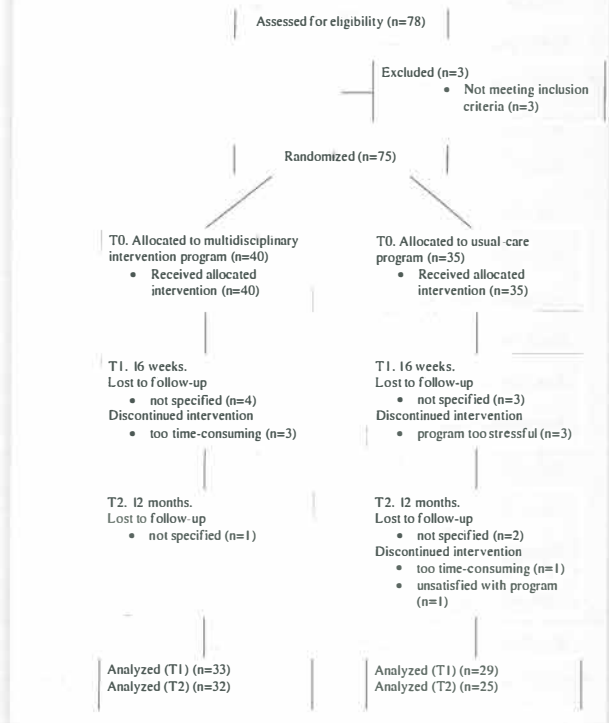 Assessed for eligibility (n=78)
Excluded (n=3)
• Not meeting inclusion
criteria (n=3)
Randomized (n=75)
T0. Allocated to multidisciplinary
intervention program (n=40)
• Received allocated
intervention (n=40)
T0. Allocated to usual care
program (n=35)
• Received allocated
intervention (n=35)
T1. 16 weeks.
Lost to follow-up
• not specified (n=4)
Discontinued intervention
• too time-consuming (n=3)
T1. 16 weeks.
Lost to follow-up
• not specified (n=3)
Discontinued intervention
• program too stressful (n=3)
T2. 12 months.
Lost to follow-up
• not specified (n=1)
T2. 12 months.
Lost to follow-up
• not specified (n=2)
Discontinued intervention
• too time-consuming (n=1)
• unsatisfied with program
(n=1)
Analyzed (T1) (n=33)
Analyzed (T2) (n=32)
Analyzed (T1) (n=29)
Analyzed (T2) (n=25)